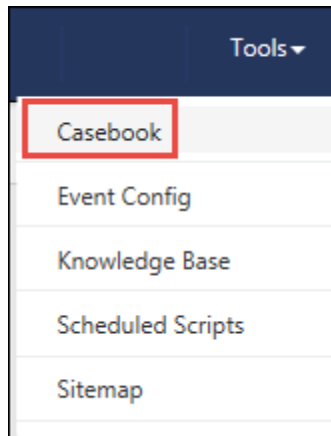 Tools
Casebook
Event Config
Knowledge Base
Scheduled Scripts
Sitemap